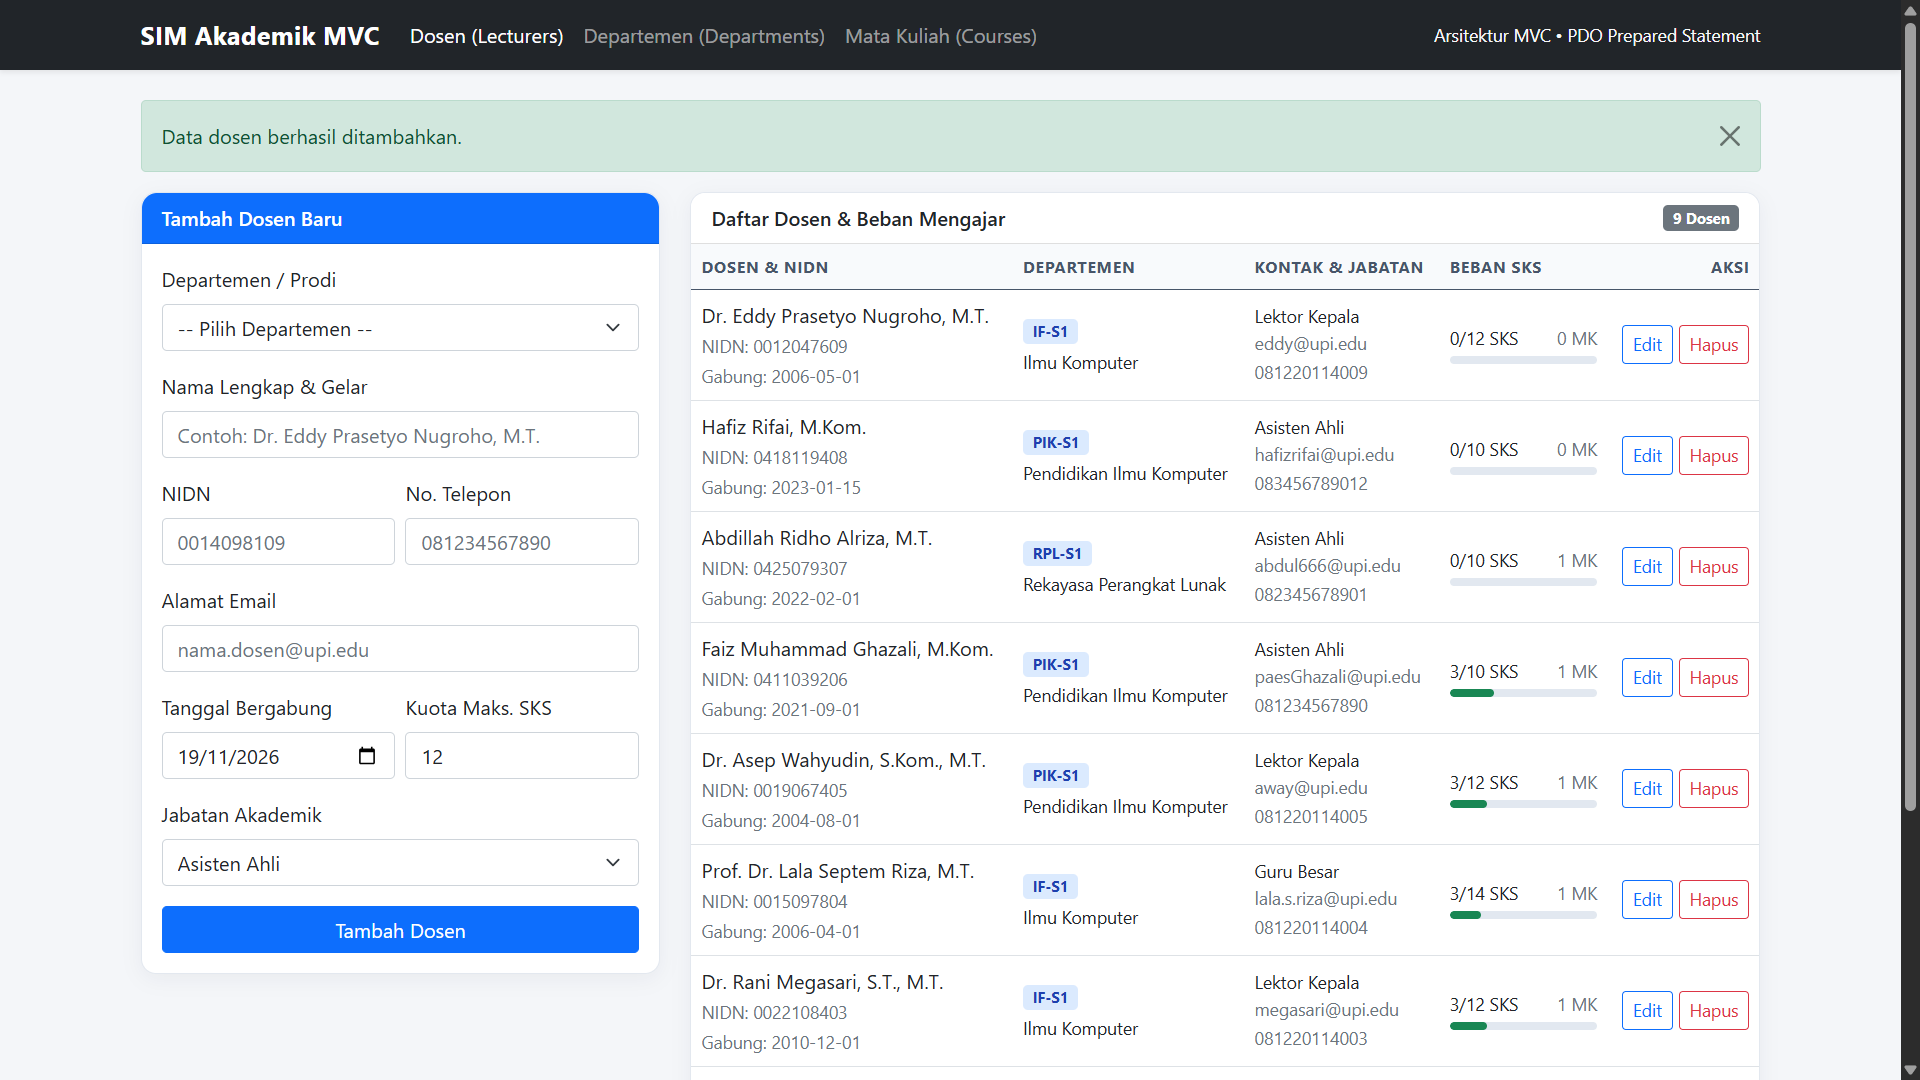 SIM Akademik MVC Dosen (Lecturers) Departemen (Departments) Mata Kuliah (Courses) Arsitektur MVC • PDO Prepared Statement
Data dosen berhasil ditambahkan.
Tambah Dosen Baru
Departemen / Prodi
-- Pilih Departemen --
Nama Lengkap & Gelar
Contoh: Dr. Eddy Prasetyo Nugroho, M.T.
NIDN No. Telepon
0014098109 081234567890
Alamat Email
nama.dosen@upi.edu
Tanggal Bergabung Kuota Maks. SKS
19/11/2026 12
Jabatan Akademik
Asisten Ahli
Tambah Dosen
Daftar Dosen & Beban Mengajar 9 Dosen
DOSEN & NIDN DEPARTEMEN KONTAK & JABATAN BEBAN SKS AKSI
Dr. Eddy Prasetyo Nugroho, M.T.
NIDN: 0012047609
Gabung: 2006-05-01
IF-S1
Ilmu Komputer
Lektor Kepala
eddy@upi.edu
081220114009
0/12 SKS 0 MK
Edit Hapus
Hafiz Rifai, M.Kom.
NIDN: 0418119408
Gabung: 2023-01-15
PIK-S1
Pendidikan Ilmu Komputer
Asisten Ahli
hafizrifai@upi.edu
083456789012
0/10 SKS 0 MK
Edit Hapus
Abdillah Ridho Alriza, M.T.
NIDN: 0425079307
Gabung: 2022-02-01
RPL-S1
Rekayasa Perangkat Lunak
Asisten Ahli
abdul666@upi.edu
082345678901
0/10 SKS 1 MK
Edit Hapus
Faiz Muhammad Ghazali, M.Kom.
NIDN: 0411039206
Gabung: 2021-09-01
PIK-S1
Pendidikan Ilmu Komputer
Asisten Ahli
paesGhazali@upi.edu
081234567890
3/10 SKS 1 MK
Edit Hapus
Dr. Asep Wahyudin, S.Kom., M.T.
NIDN: 0019067405
Gabung: 2004-08-01
PIK-S1
Pendidikan Ilmu Komputer
Lektor Kepala
away@upi.edu
081220114005
3/12 SKS 1 MK
Edit Hapus
Prof. Dr. Lala Septem Riza, M.T.
NIDN: 0015097804
Gabung: 2006-04-01
IF-S1
Ilmu Komputer
Guru Besar
lala.s.riza@upi.edu
081220114004
3/14 SKS 1 MK
Edit Hapus
Dr. Rani Megasari, S.T., M.T.
NIDN: 0022108403
Gabung: 2010-12-01
IF-S1
Ilmu Komputer
Lektor Kepala
megasari@upi.edu
081220114003
3/12 SKS 1 MK
Edit Hapus